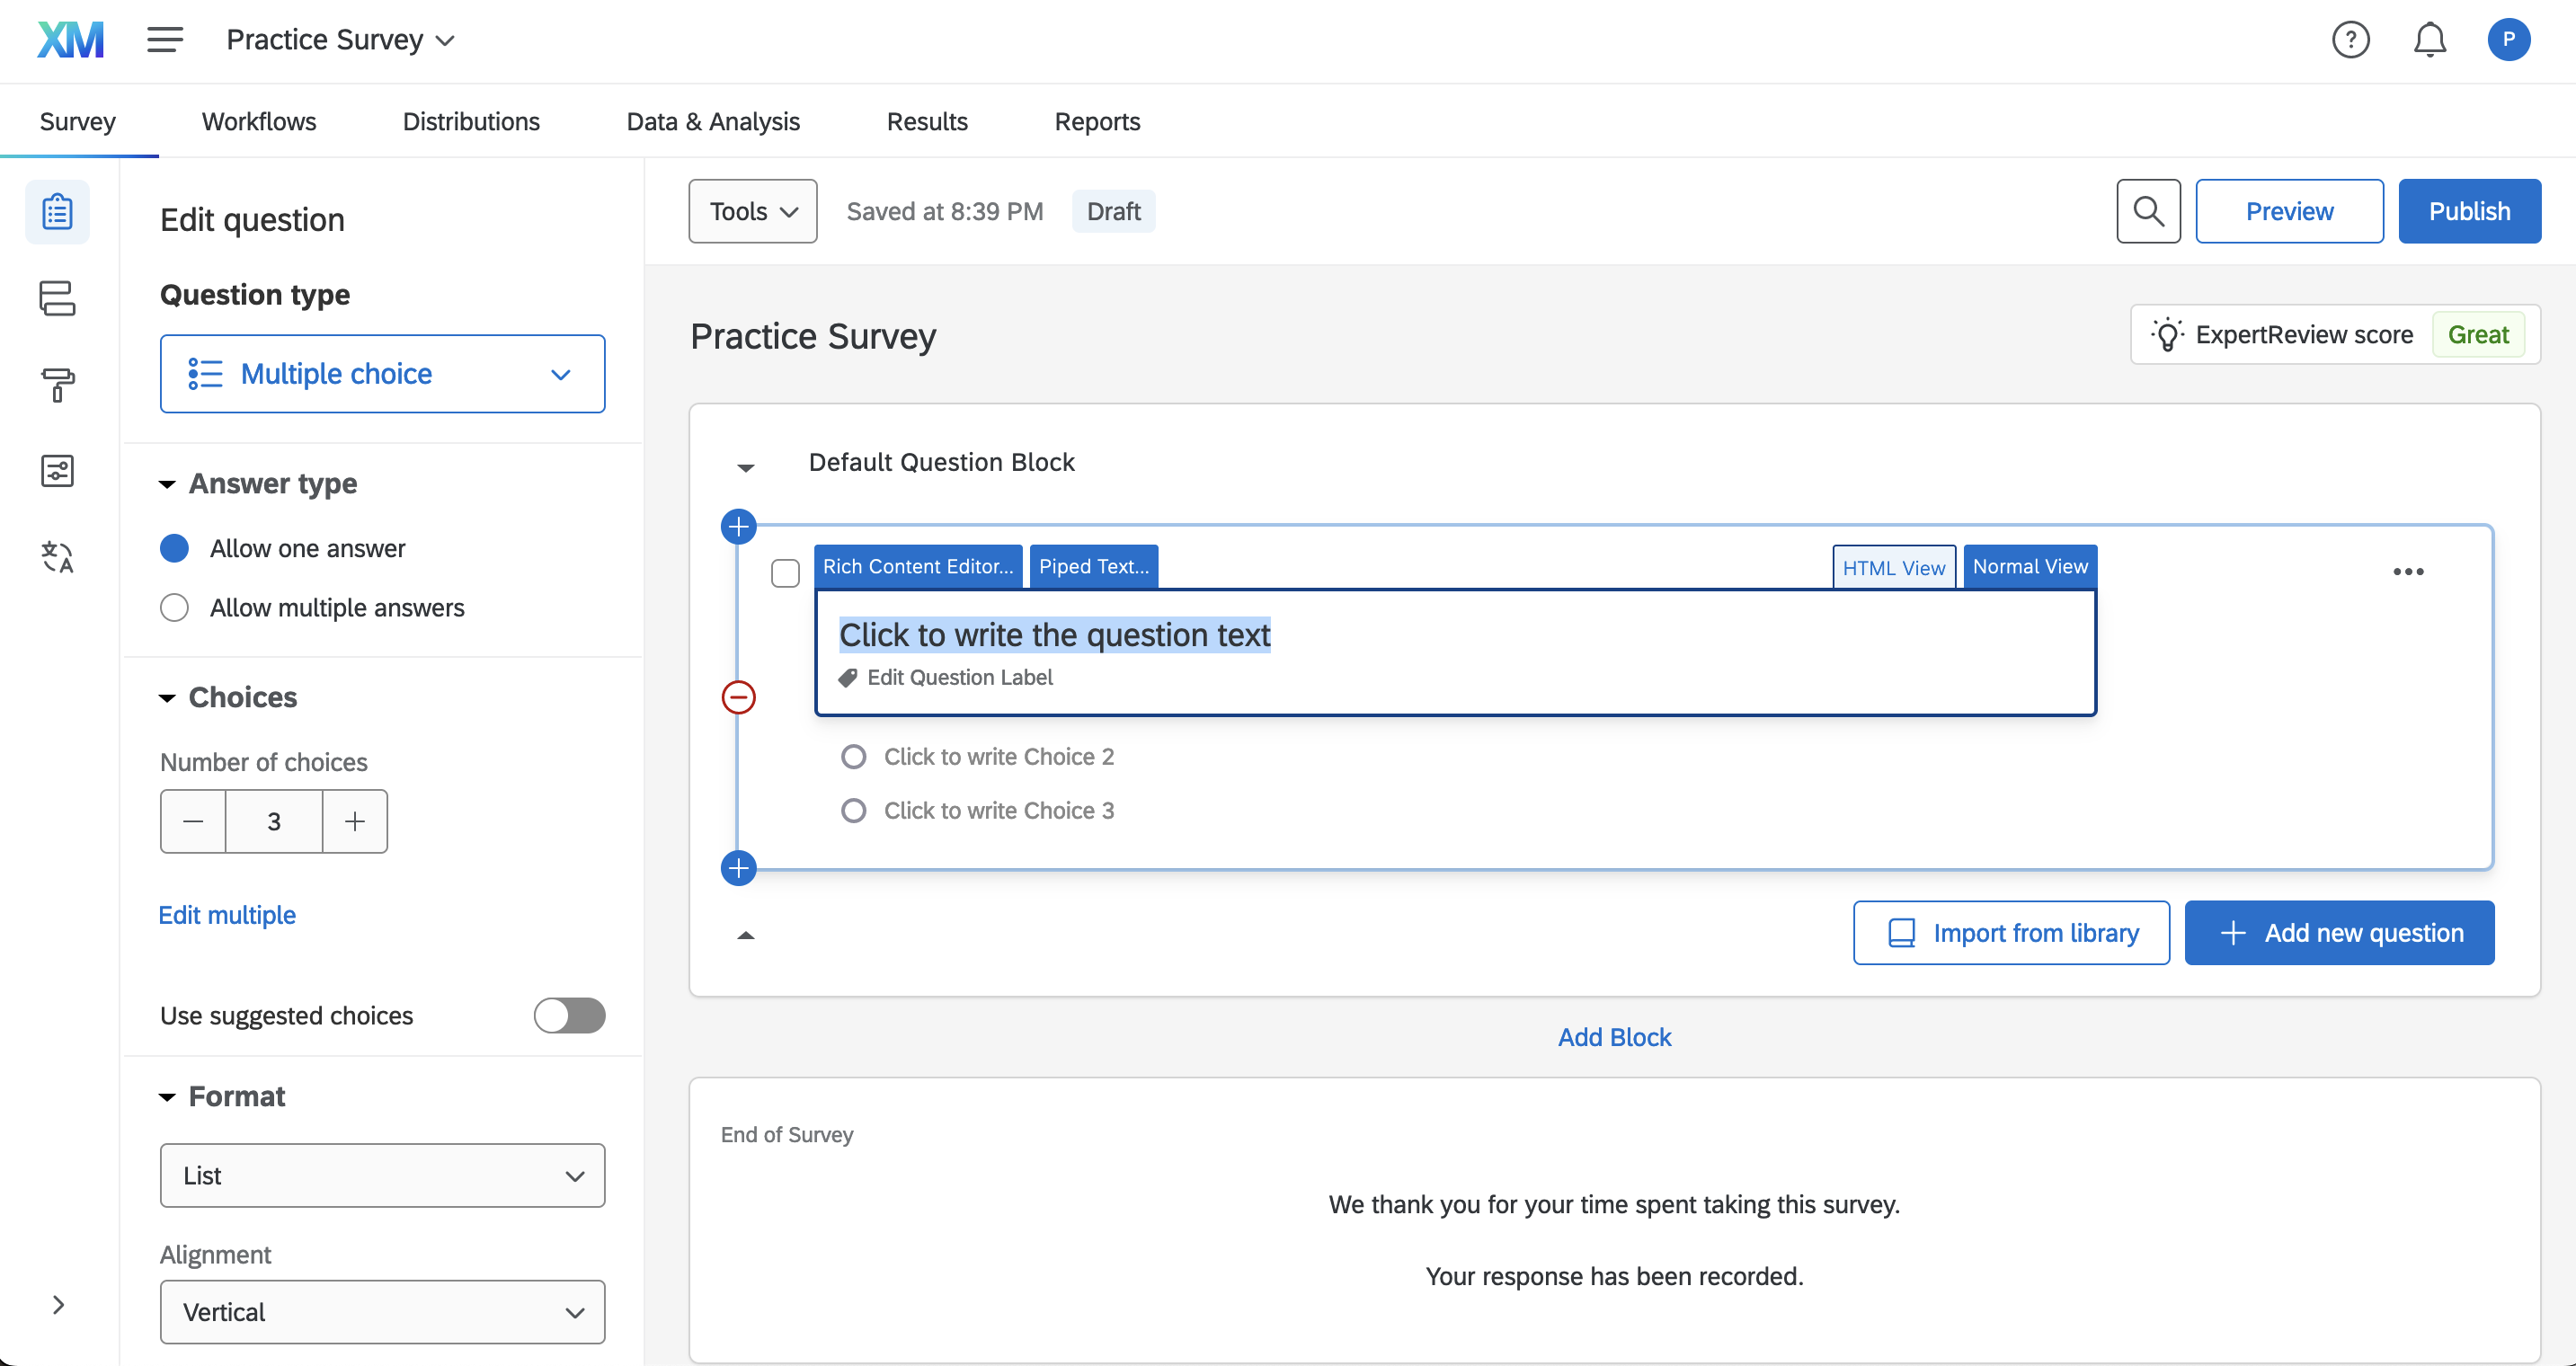 XM Practice Survey ? P
Survey Workflows Distributions Data & Analysis Results Reports
Edit question
Question type
Multiple choice
Answer type
Allow one answer
Allow multiple answers
Choices
Number of choices
3
Edit multiple
Use suggested choices
Format
List
Alignment
Vertical
Tools Saved at 8:39 PM Draft Preview Publish
Practice Survey ExpertReview score Great
Default Question Block
Rich Content Editor... Piped Text... HTML View Normal View
Click to write the question text
Edit Question Label
Click to write Choice 2
Click to write Choice 3
Import from library Add new question
Add Block
End of Survey
We thank you for your time spent taking this survey.
Your response has been recorded.